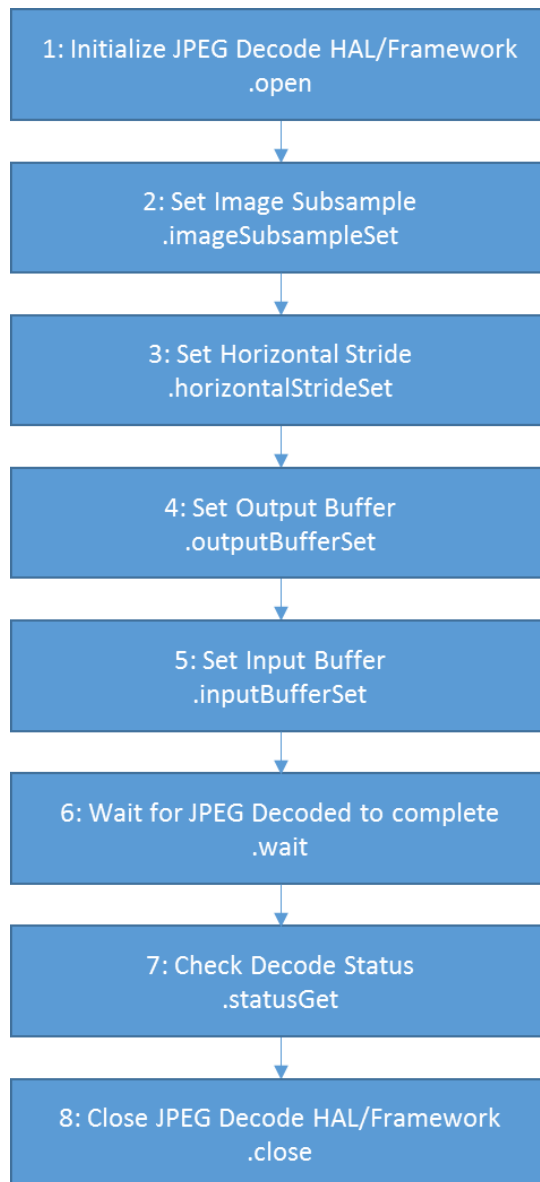 1: Initialize JPEG Decode HAL/Framework
.open
2: Set Image Subsample
.imageSubsampleSet
3: Set Horizontal Stride
.horizontalStrideSet
4: Set Output Buffer
.outputBufferSet
5: Set Input Buffer
.inputBufferSet
6: Wait for JPEG Decoded to complete
.wait
7: Check Decode Status
.statusGet
8: Close JPEG Decode HAL/Framework
.close